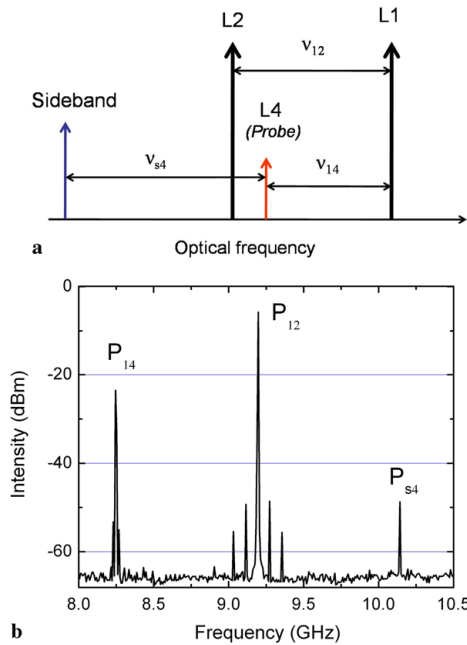 L2
L1
ν12
Sideband
L4
(Probe)
νs4
ν14
a
Optical frequency
0
P12
P14
-20
Intensity (dBm)
-40
Ps4
-60
8.0
8.5
9.0
9.5
10.0
10.5
b
Frequency (GHz)